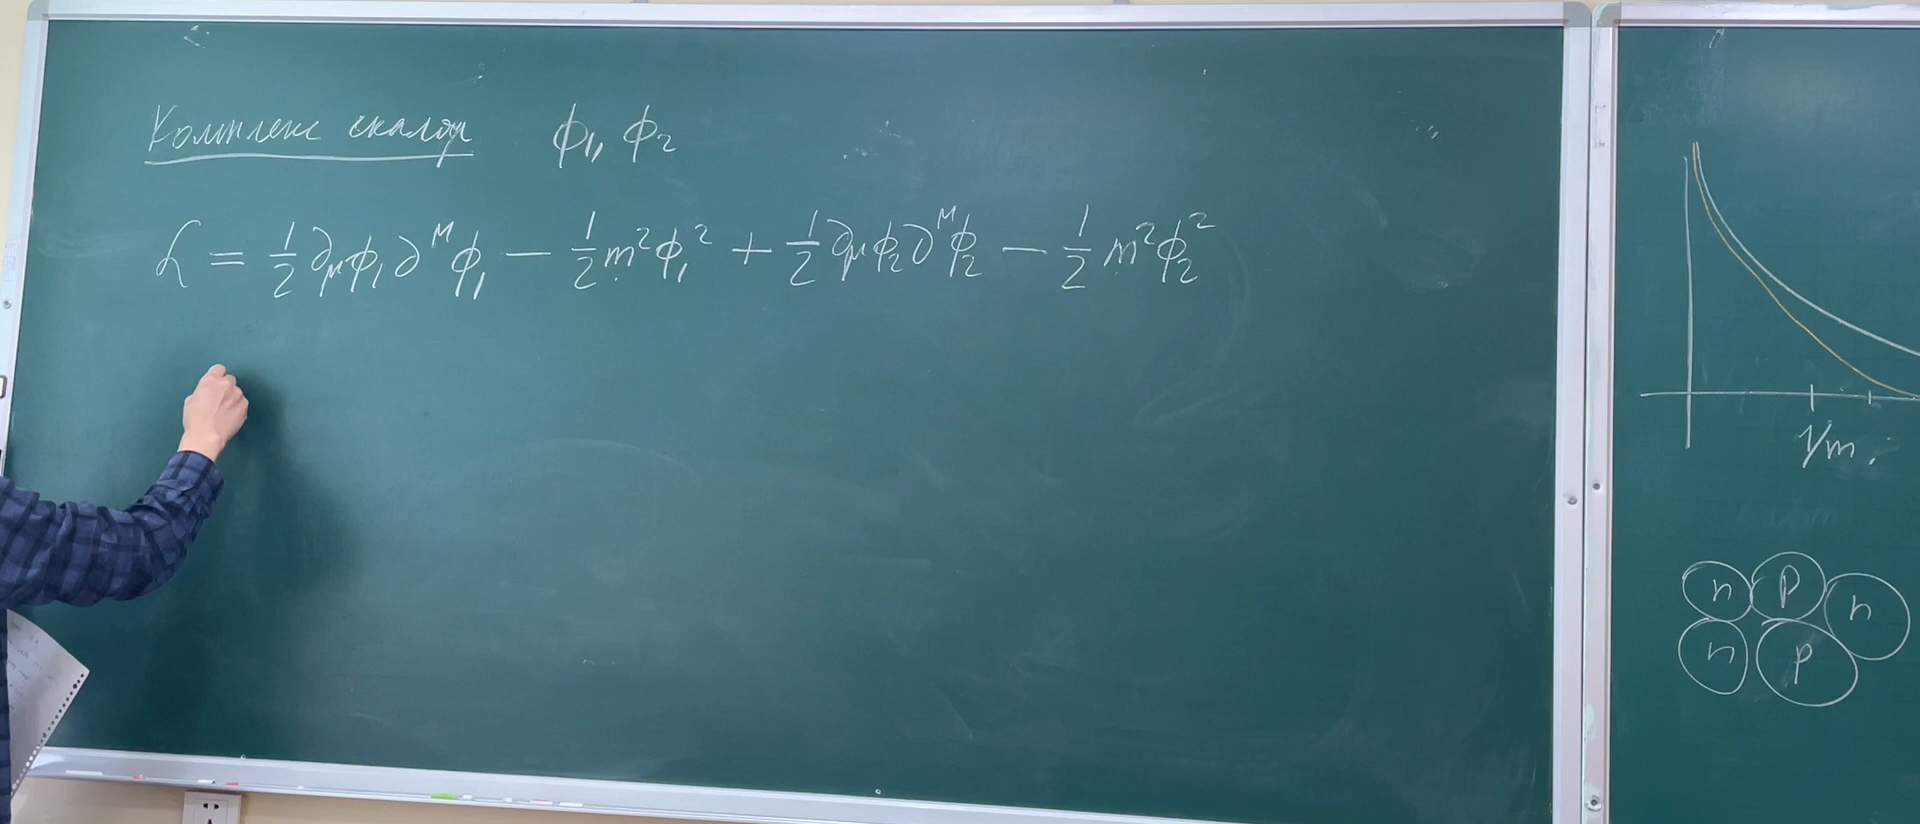 Комплекс скаляр ϕ₁, ϕ₂
ℒ = ½ ∂_μ ϕ₁ ∂^μ ϕ₁ − ½ m² ϕ₁² + ½ ∂_μ ϕ₂ ∂^μ ϕ₂ − ½ m² ϕ₂²
1/m
n p n
n p